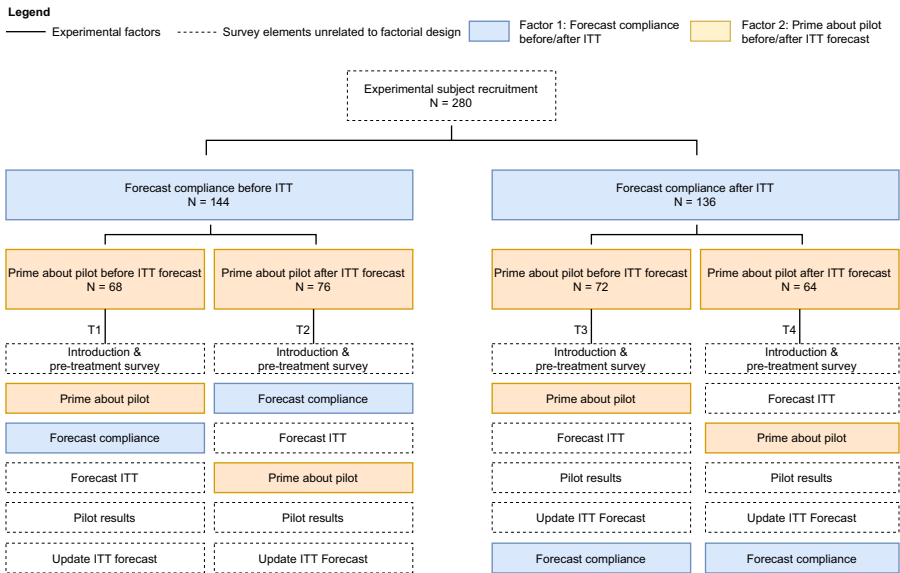 Legend
Experimental factors
Survey elements unrelated to factorial design
Factor 1: Forecast compliance
before/after ITT
Factor 2: Prime about pilot
before/after ITT forecast
Experimental subject recruitment
N = 280
Forecast compliance before ITT
N = 144
Forecast compliance after ITT
N = 136
Prime about pilot before ITT forecast
N = 68
Prime about pilot after ITT forecast
N = 76
Prime about pilot before ITT forecast
N = 72
Prime about pilot after ITT forecast
N = 64
T1
T2
T3
T4
Introduction &
pre-treatment survey
Introduction &
pre-treatment survey
Introduction &
pre-treatment survey
Introduction &
pre-treatment survey
Prime about pilot
Forecast compliance
Prime about pilot
Forecast ITT
Forecast compliance
Forecast ITT
Forecast ITT
Prime about pilot
Forecast ITT
Prime about pilot
Pilot results
Pilot results
Pilot results
Pilot results
Update ITT Forecast
Update ITT Forecast
Update ITT forecast
Update ITT Forecast
Forecast compliance
Forecast compliance